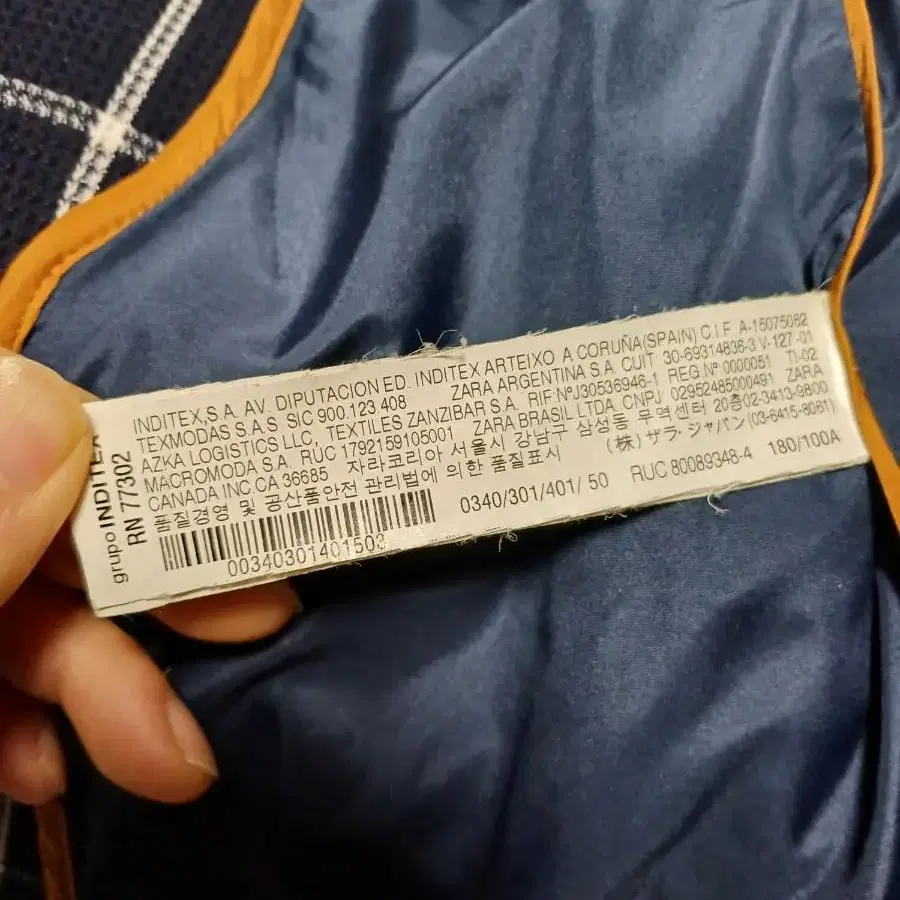 grupo INDITEX
RN 77302
INDITEX,S.A. AV. DIPUTACION ED. INDITEX ARTEIXO A CORUÑA(SPAIN) C.I.F. A-15075062
TEXMODAS S.A.S. SIC 900.123.408 ZARA ARGENTINA S.A. CUIT 30-69314836-3 V-127-01
AZKA LOGISTICS LLC, TEXTILES ZANZIBAR S.A. RIF NºJ30536946-1 REG.Nº 0000051 TI-02
MACROMODA S.A. RUC 1792159105001 ZARA BRASIL LTDA. CNPJ 02952485000491 ZARA
CANADA INC. CA 36685 자라코리아 서울시 강남구 삼성동 무역센터 20층02-3413-9800
품질경영 및 공산품안전 관리법에 의한 품질표시 (株) ザラ・ジャパン (03-6415-8061)
0340/301/401/ 50 RUC 80089348-4 180/100A
00340301401503